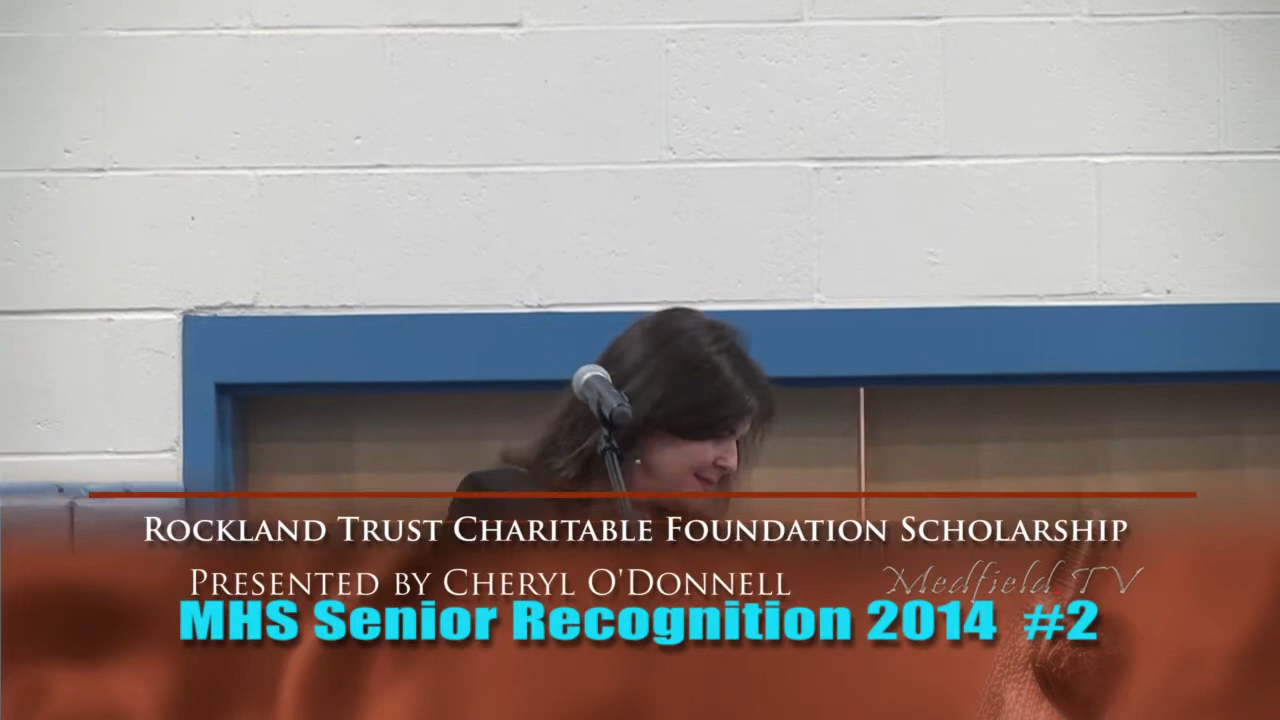 Rockland Trust Charitable Foundation Scholarship
Presented by Cheryl O'Donnell
Medfield.TV
MHS Senior Recognition 2014 #2